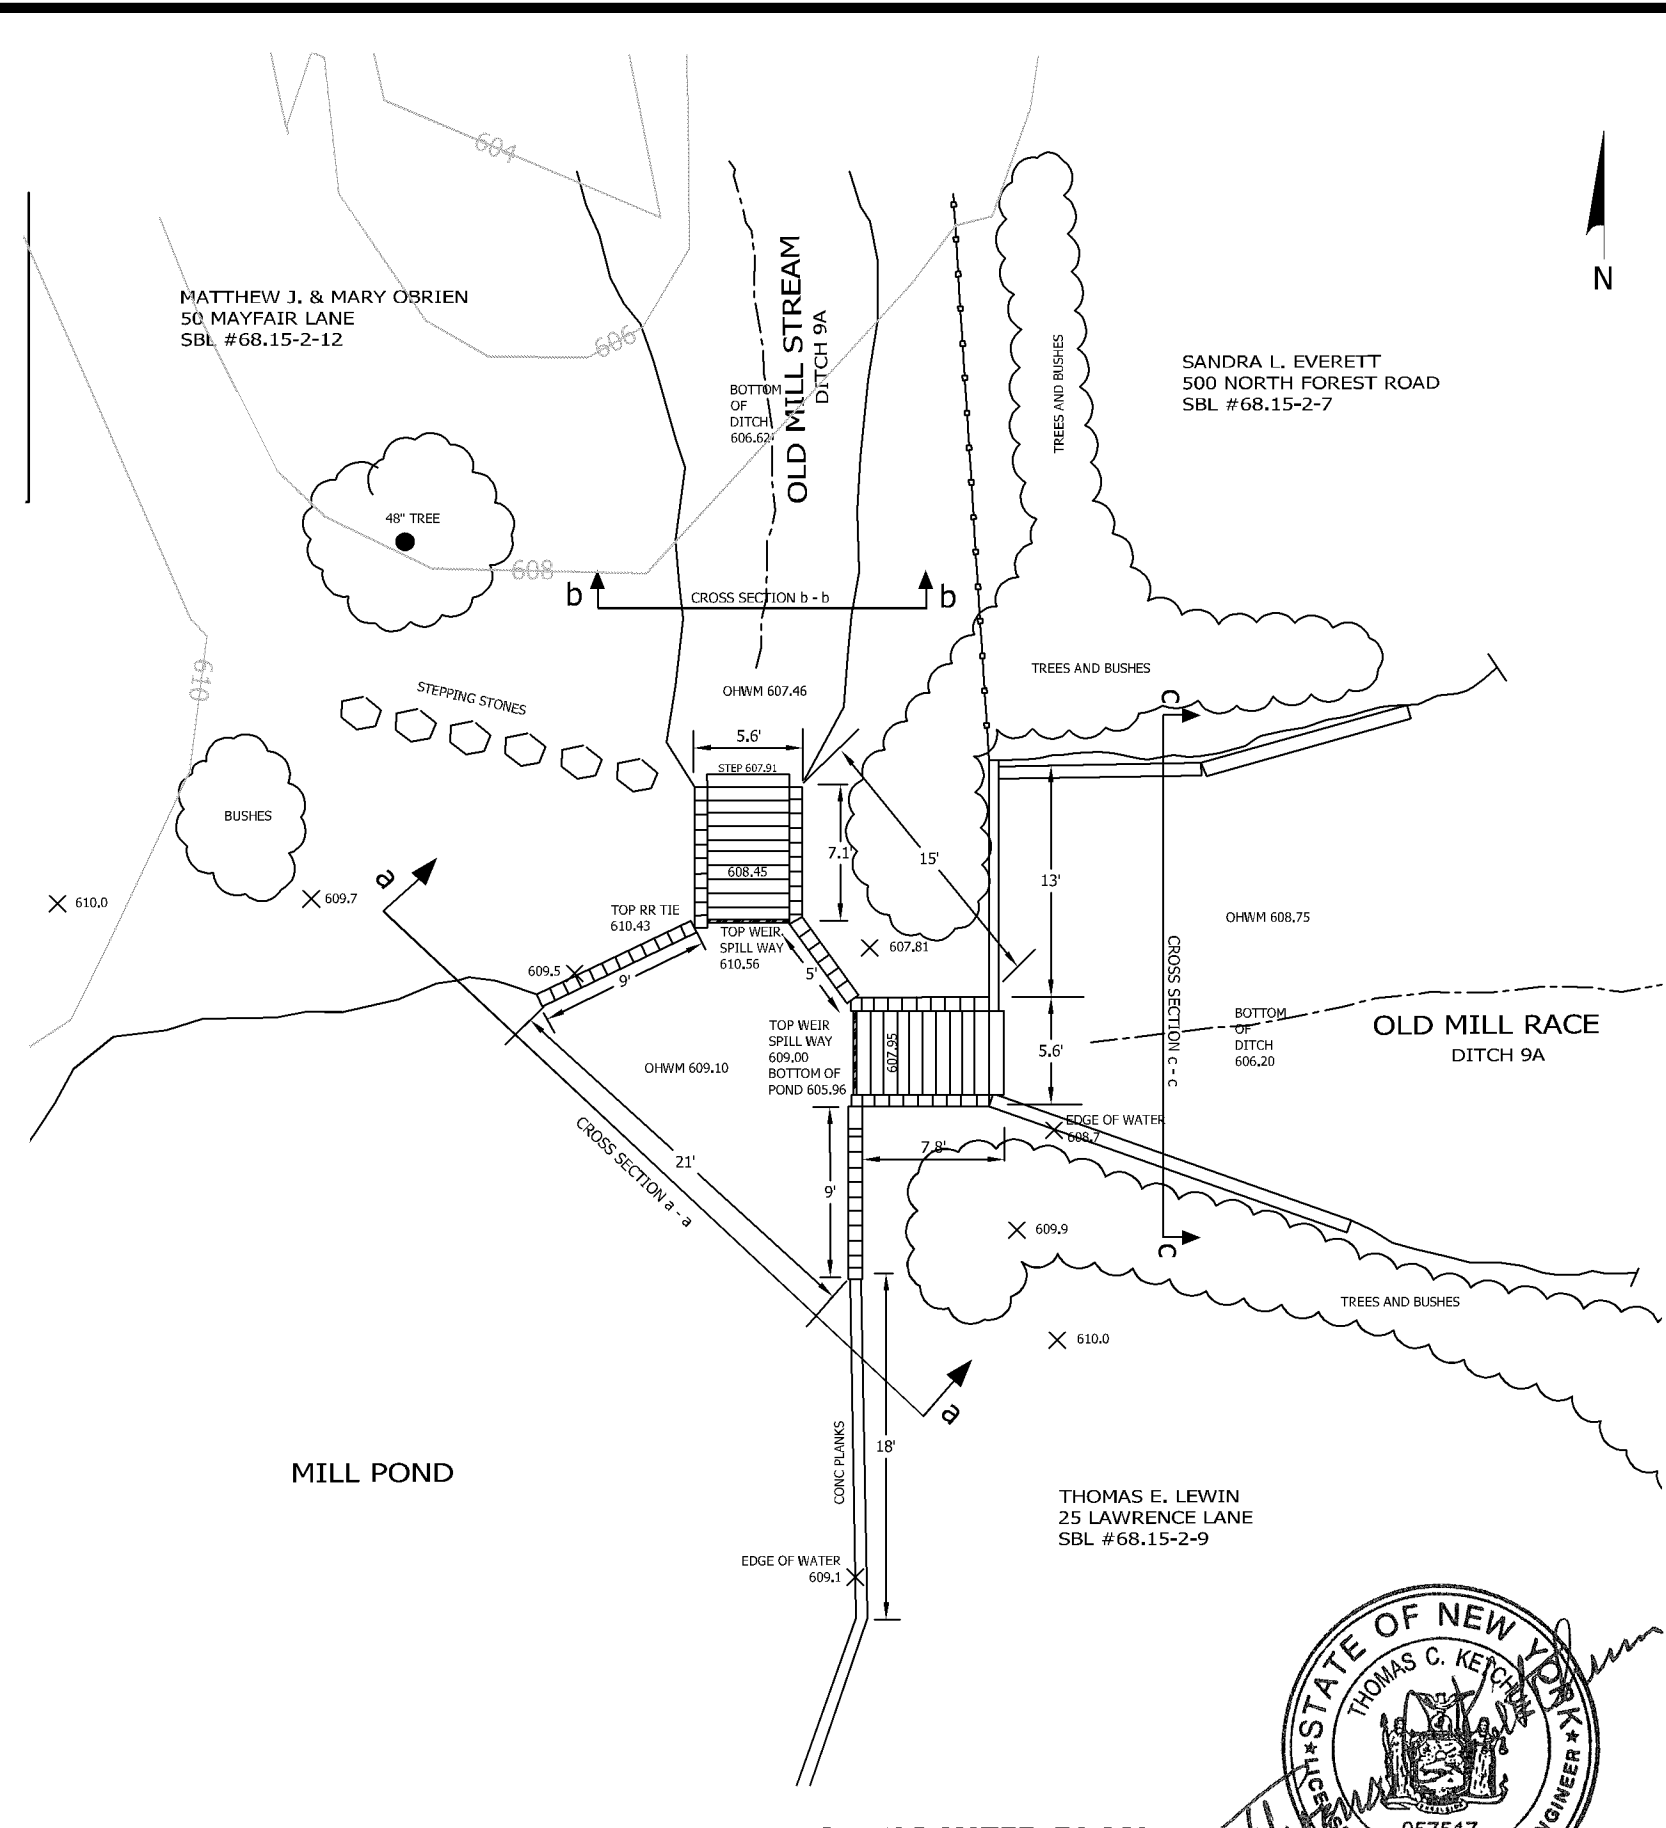 604
MATTHEW J. & MARY OBRIEN
50 MAYFAIR LANE
SBL #68.15-2-12
606
OLD MILL STREAM
DITCH 9A
BOTTOM
OF
DITCH
606.62
TREES AND BUSHES
N
SANDRA L. EVERETT
500 NORTH FOREST ROAD
SBL #68.15-2-7
48" TREE
608
b
CROSS SECTION b - b
b
610
STEPPING STONES
OHWM 607.46
TREES AND BUSHES
c
5.6'
STEP 607.91
BUSHES
7.1'
15'
13'
608.45
a
610.0
609.7
TOP RR TIE
610.43
TOP WEIR
SPILL WAY
610.56
607.81
OHWM 608.75
CROSS SECTION c - c
609.5
9'
5'
TOP WEIR
SPILL WAY
609.00
BOTTOM OF
POND 605.96
607.95
5.6'
BOTTOM
OF
DITCH
606.20
OLD MILL RACE
DITCH 9A
OHWM 609.10
EDGE OF WATER
608.7
CROSS SECTION a - a
21'
7.8'
9'
609.9
c
TREES AND BUSHES
610.0
a
CONC PLANKS
18'
MILL POND
THOMAS E. LEWIN
25 LAWRENCE LANE
SBL #68.15-2-9
EDGE OF WATER
609.1
STATE OF NEW YORK
THOMAS C.